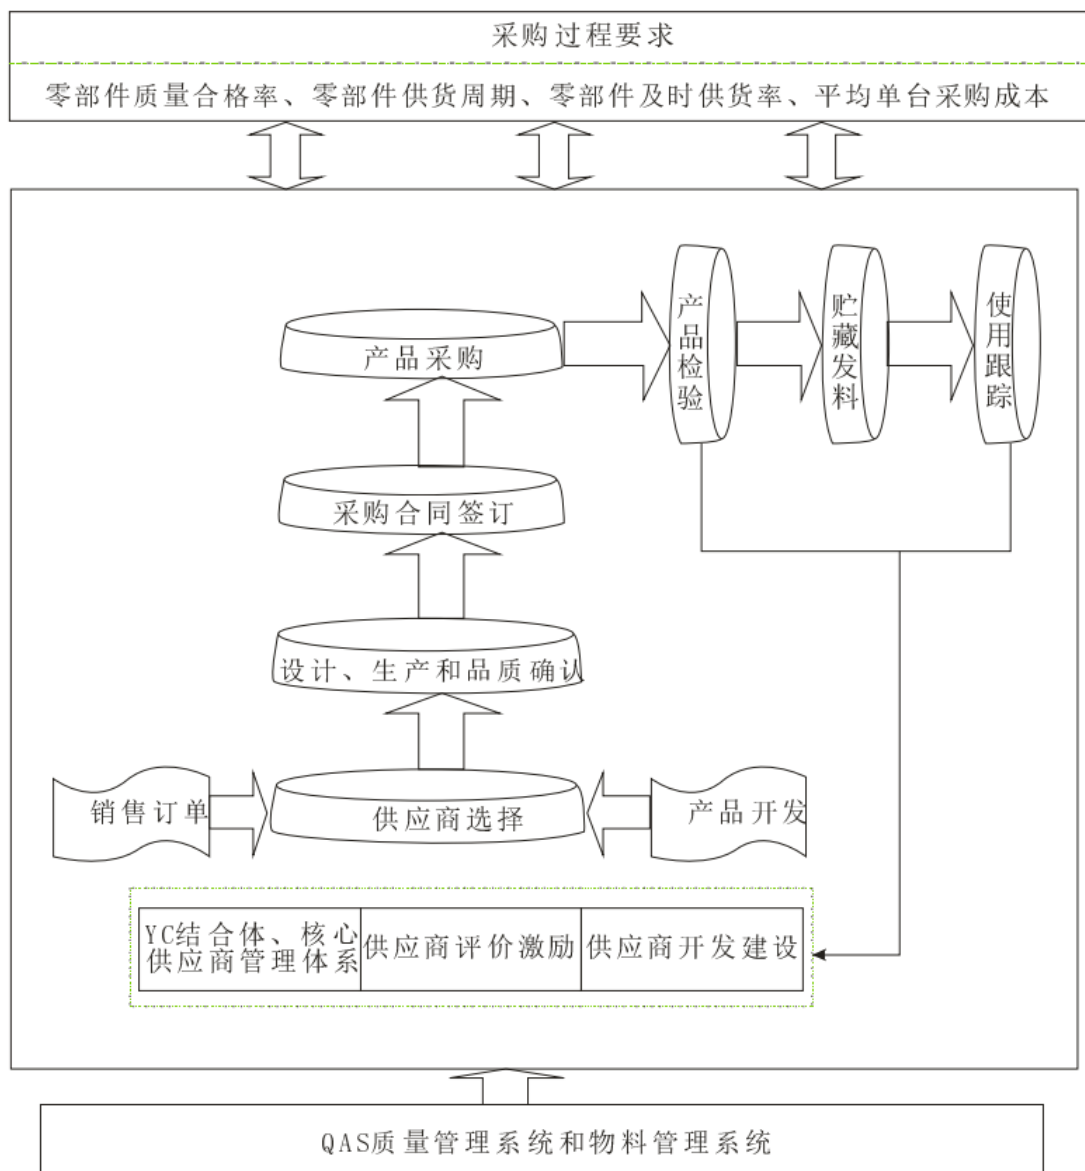 采购过程要求
零部件质量合格率、零部件供货周期、零部件及时供货率、平均单台采购成本
产品采购
产品检验
贮藏发料
使用跟踪
采购合同签订
设计、生产和品质确认
销售订单
供应商选择
产品开发
YC结合体、核心
供应商管理体系
供应商评价激励
供应商开发建设
QAS质量管理系统和物料管理系统